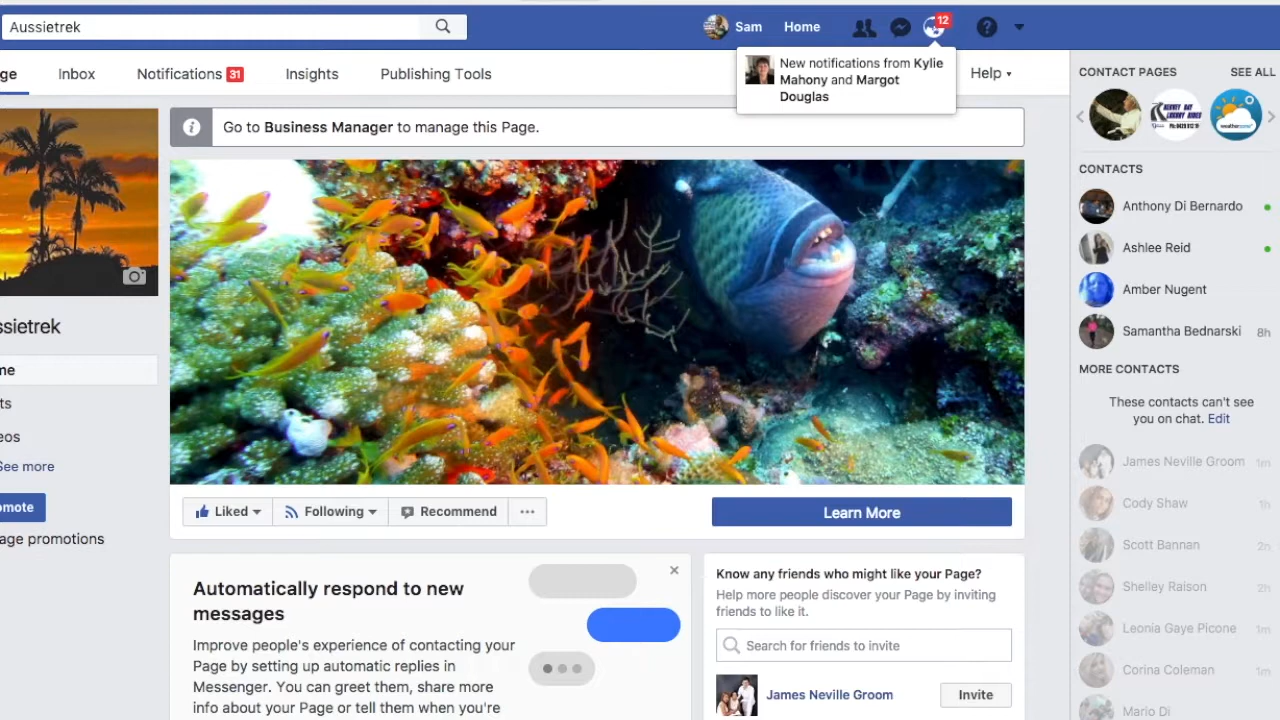 Aussietrek
Sam
Home
12
New notifications from Kylie
Mahony and Margot
Douglas
ge
Inbox
Notifications 31
Insights
Publishing Tools
Help
Go to Business Manager to manage this Page.
ssietrek
me
ts
eos
See more
omote
age promotions
Liked
Following
Recommend
Learn More
Automatically respond to new
messages
Improve people's experience of contacting your
Page by setting up automatic replies in
Messenger. You can greet them, share more
info about your Page or tell them when you're
Know any friends who might like your Page?
Help more people discover your Page by inviting
friends to like it.
Search for friends to invite
James Neville Groom
Invite
CONTACT PAGES
SEE ALL
CONTACTS
Anthony Di Bernardo
Ashlee Reid
Amber Nugent
Samantha Bednarski 8h
MORE CONTACTS
These contacts can't see
you on chat. Edit
James Neville Groom 1m
Cody Shaw 1h
Scott Bannan
Shelley Raison 2h
Leonia Gaye Picone 1m
Corina Coleman 1m
Mario Di